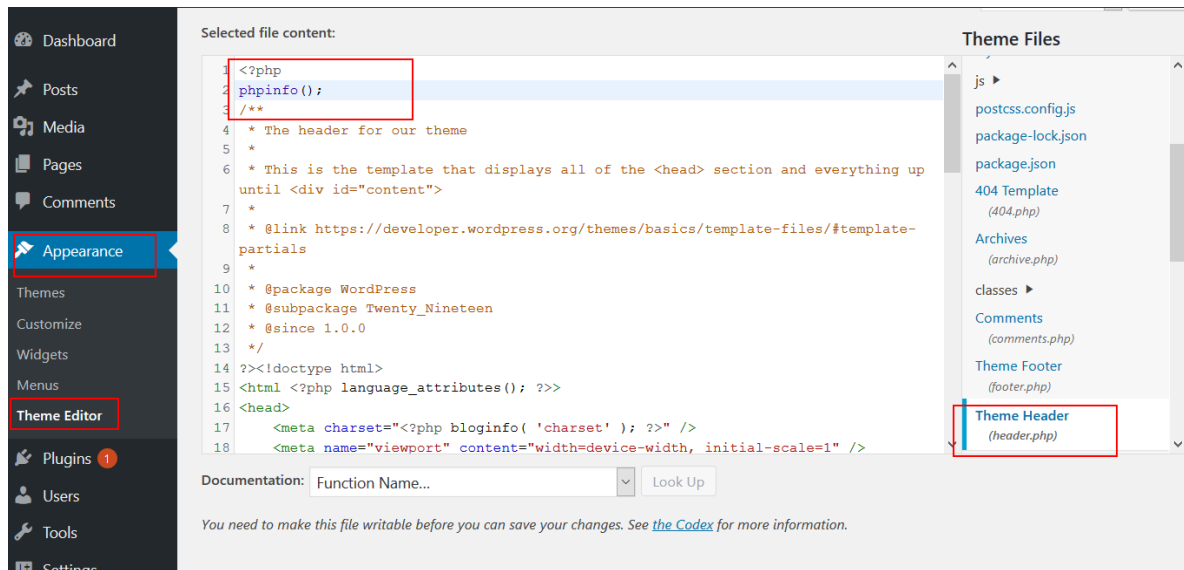 Dashboard
Posts
Media
Pages
Comments
Appearance
Themes
Customize
Widgets
Menus
Theme Editor
Plugins 1
Users
Tools
Settings
Selected file content:
1 <?php
2 phpinfo();
3 /**
4  * The header for our theme
5  *
6  * This is the template that displays all of the <head> section and everything up
until <div id="content">
7  *
8  * @link https://developer.wordpress.org/themes/basics/template-files/#template-
partials
9  *
10  * @package WordPress
11  * @subpackage Twenty_Nineteen
12  * @since 1.0.0
13  */
14 ?><!doctype html>
15 <html <?php language_attributes(); ?>>
16 <head>
17     <meta charset="<?php bloginfo( 'charset' ); ?>" />
18     <meta name="viewport" content="width=device-width, initial-scale=1" />
Documentation: Function Name... Look Up
You need to make this file writable before you can save your changes. See the Codex for more information.
Theme Files
js ▶
postcss.config.js
package-lock.json
package.json
404 Template
(404.php)
Archives
(archive.php)
classes ▶
Comments
(comments.php)
Theme Footer
(footer.php)
Theme Header
(header.php)